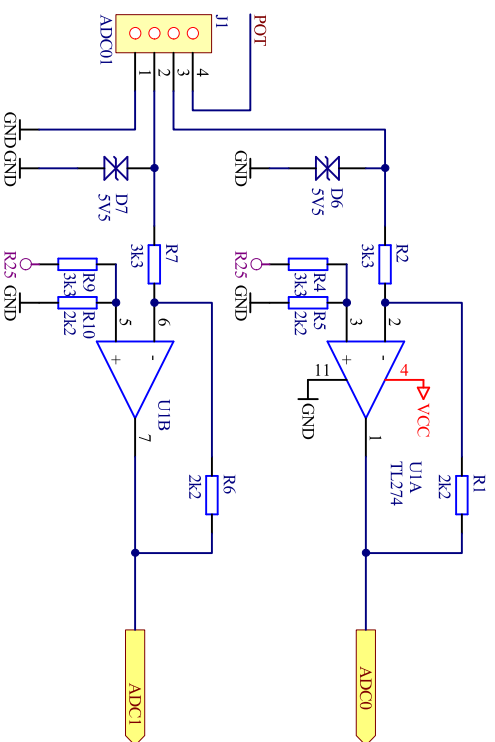 POT
J1
ADC01
1
2
3
4
GND
GND
D7
5V5
GND
D6
5V5
R7
3k3
R2
3k3
R25
R9
3k3
GND
R10
2k2
R25
R4
3k3
GND
R5
2k2
5
6
3
2
+
-
+
-
11
4
GND
VCC
U1B
7
U1A
TL274
1
R6
2k2
R1
2k2
ADC1
ADC0